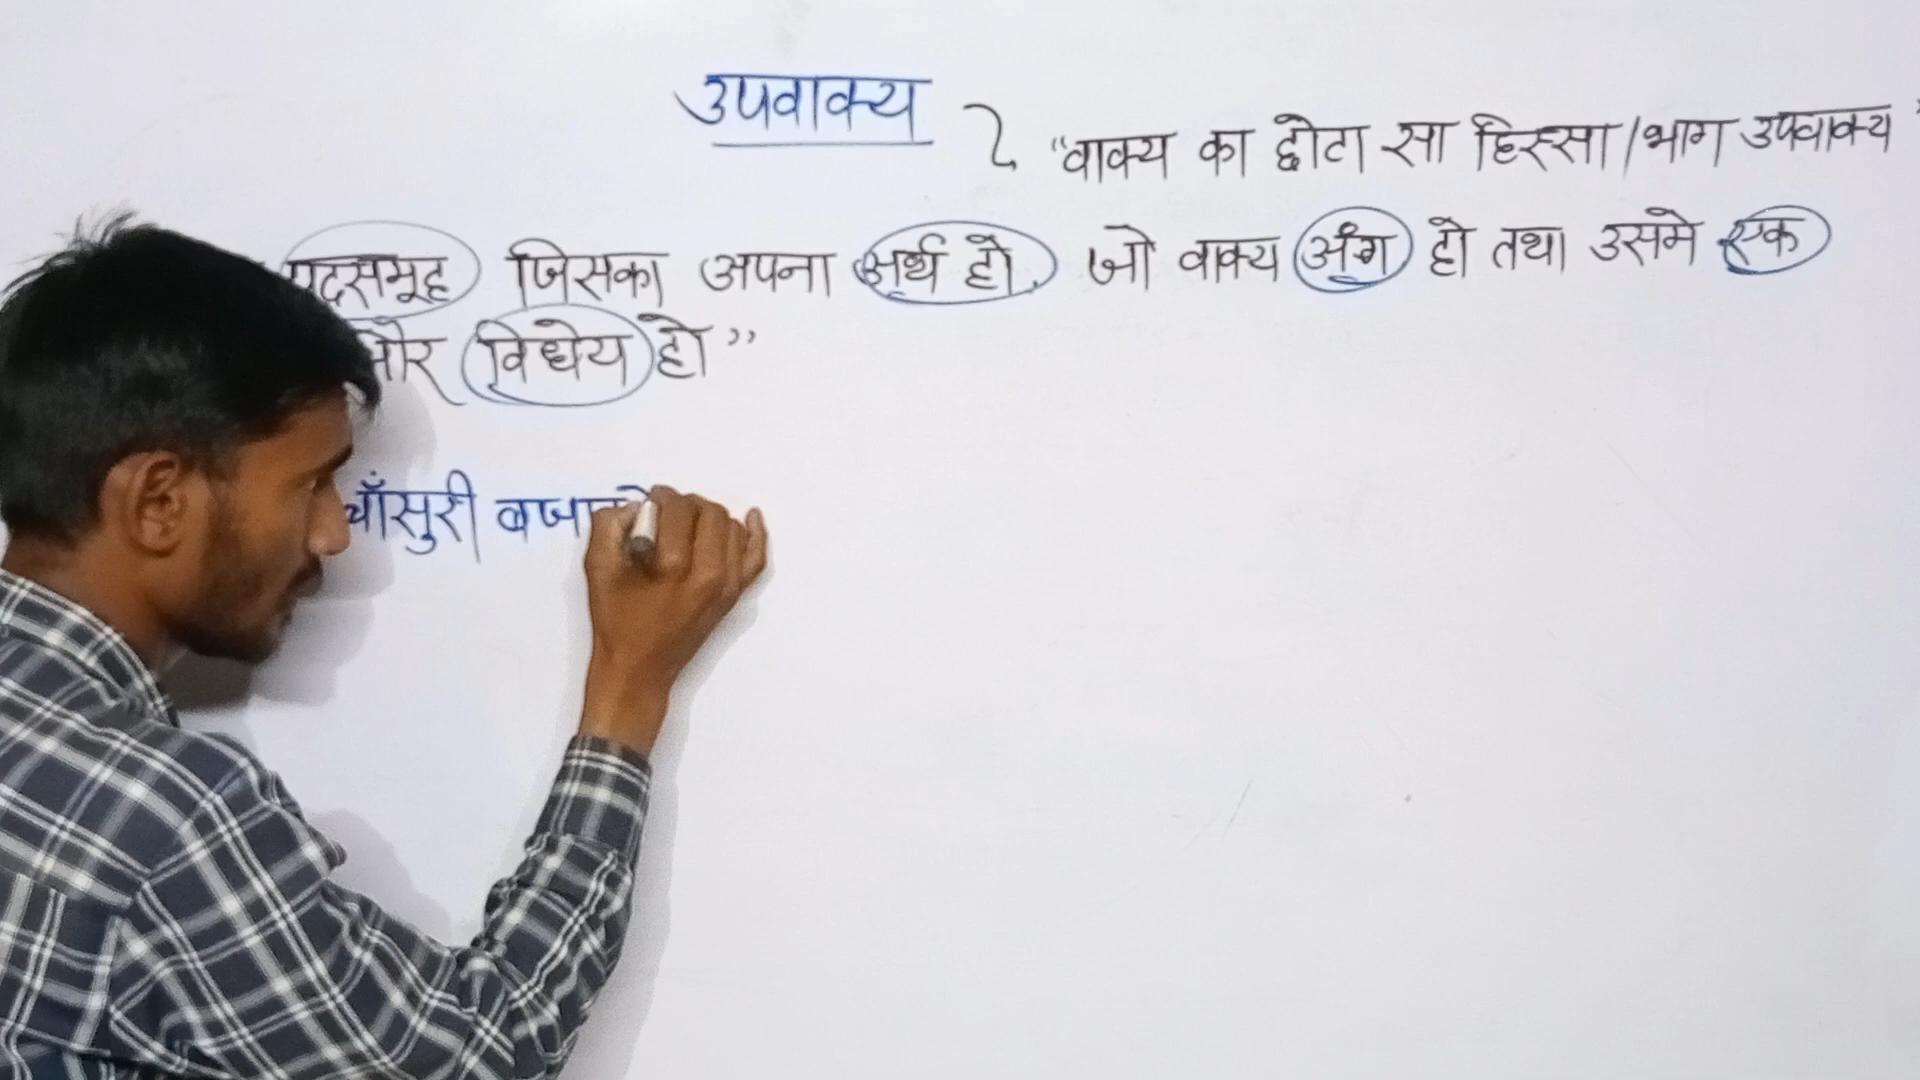 उपवाक्य
"वाक्य का छोटा सा हिस्सा/भाग उपवाक्य"
पदसमूह जिसका अपना अर्थ हो, जो वाक्य अंग हो तथा उसमे एक
और विधेय हो"
बाँसुरी